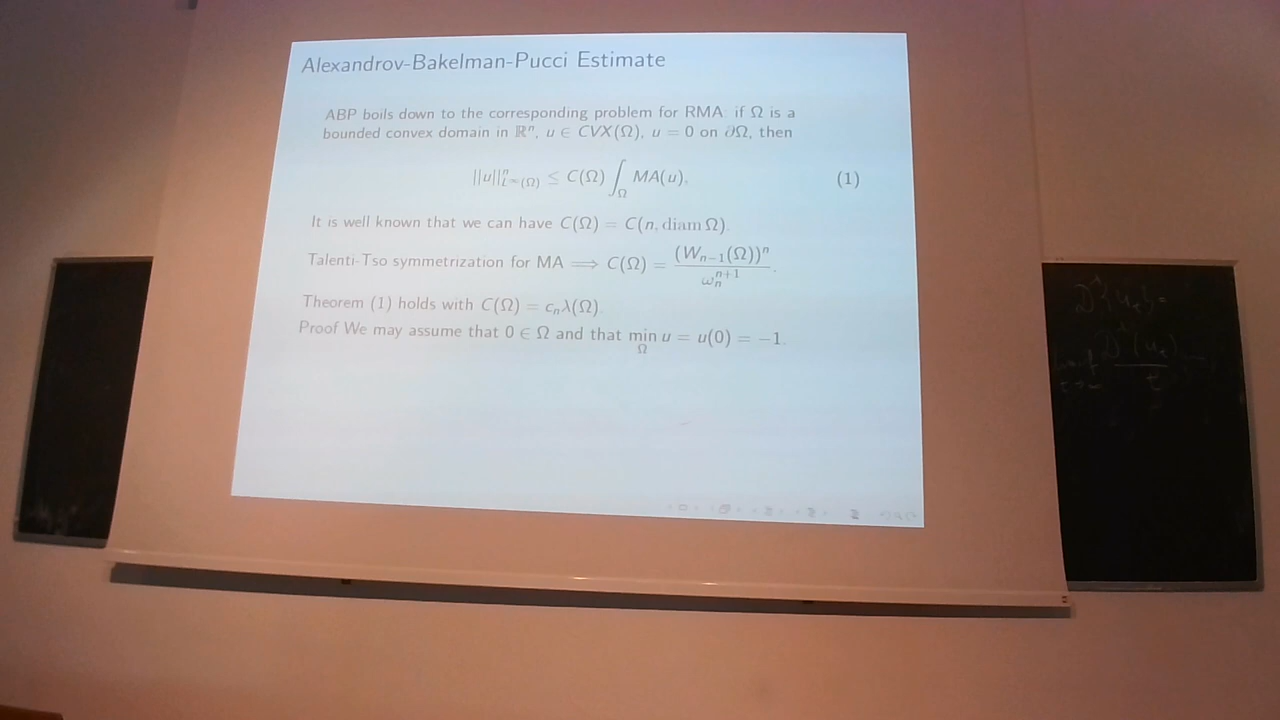 Alexandrov-Bakelman-Pucci Estimate
ABP boils down to the corresponding problem for RMA: if Ω is a
bounded convex domain in ℝⁿ, u ∈ CVX(Ω), u = 0 on ∂Ω, then
||u||ⁿ_{L^∞(Ω)} ≤ C(Ω) ∫_Ω MA(u). (1)
It is well known that we can have C(Ω) = C(n, diam Ω).
Talenti-Tso symmetrization for MA ⟹ C(Ω) = (W_{n−1}(Ω))ⁿ / ω_n^{n+1}.
Theorem (1) holds with C(Ω) = c_nλ(Ω).
Proof We may assume that 0 ∈ Ω and that min_Ω u = u(0) = −1.